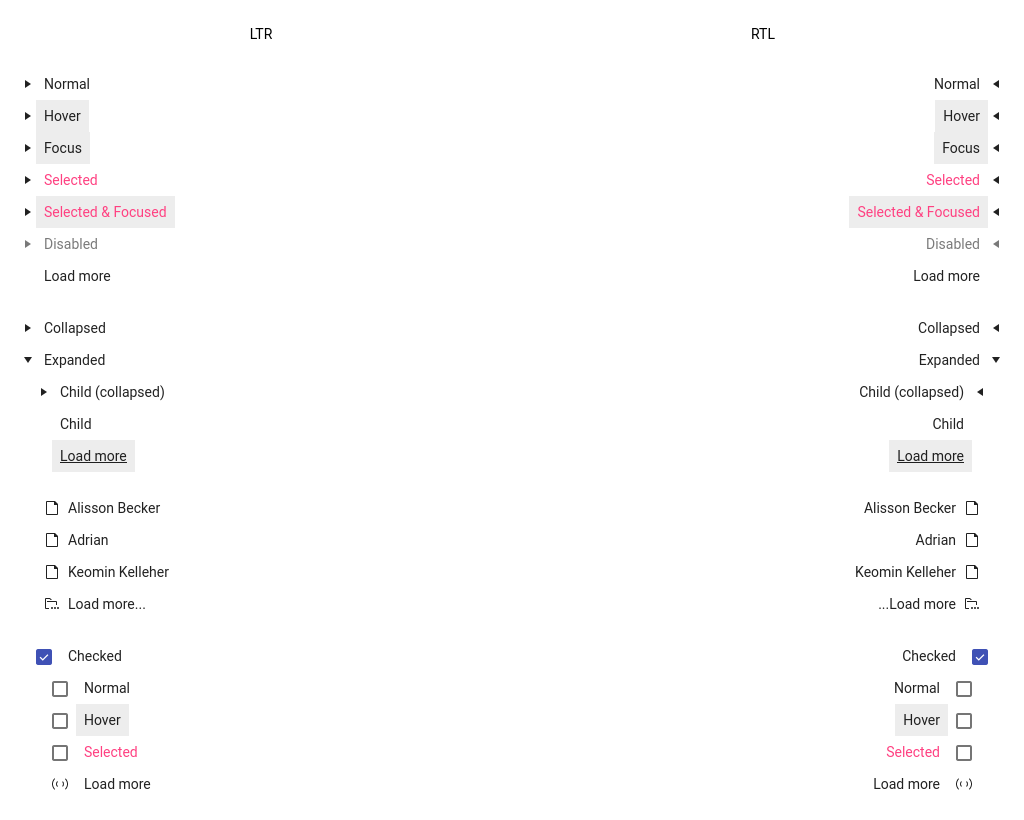 LTR
Normal
Hover
Focus
Selected
Selected & Focused
Disabled
Load more
Collapsed
Expanded
Child (collapsed)
Child
Load more
Alisson Becker
Adrian
Keomin Kelleher
Load more...
Checked
Normal
Hover
Selected
Load more
RTL
Normal
Hover
Focus
Selected
Selected & Focused
Disabled
Load more
Collapsed
Expanded
Child (collapsed)
Child
Load more
Alisson Becker
Adrian
Keomin Kelleher
...Load more
Checked
Normal
Hover
Selected
Load more